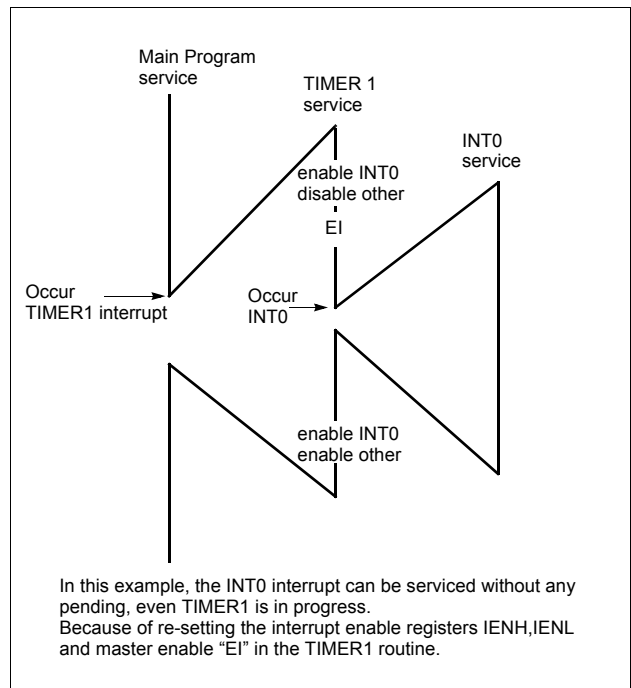 Main Program
service
TIMER 1
service
INT0
service
enable INT0
disable other
EI
Occur
TIMER1 interrupt
Occur
INT0
enable INT0
enable other
In this example, the INT0 interrupt can be serviced without any
pending, even TIMER1 is in progress.
Because of re-setting the interrupt enable registers IENH,IENL
and master enable “EI” in the TIMER1 routine.